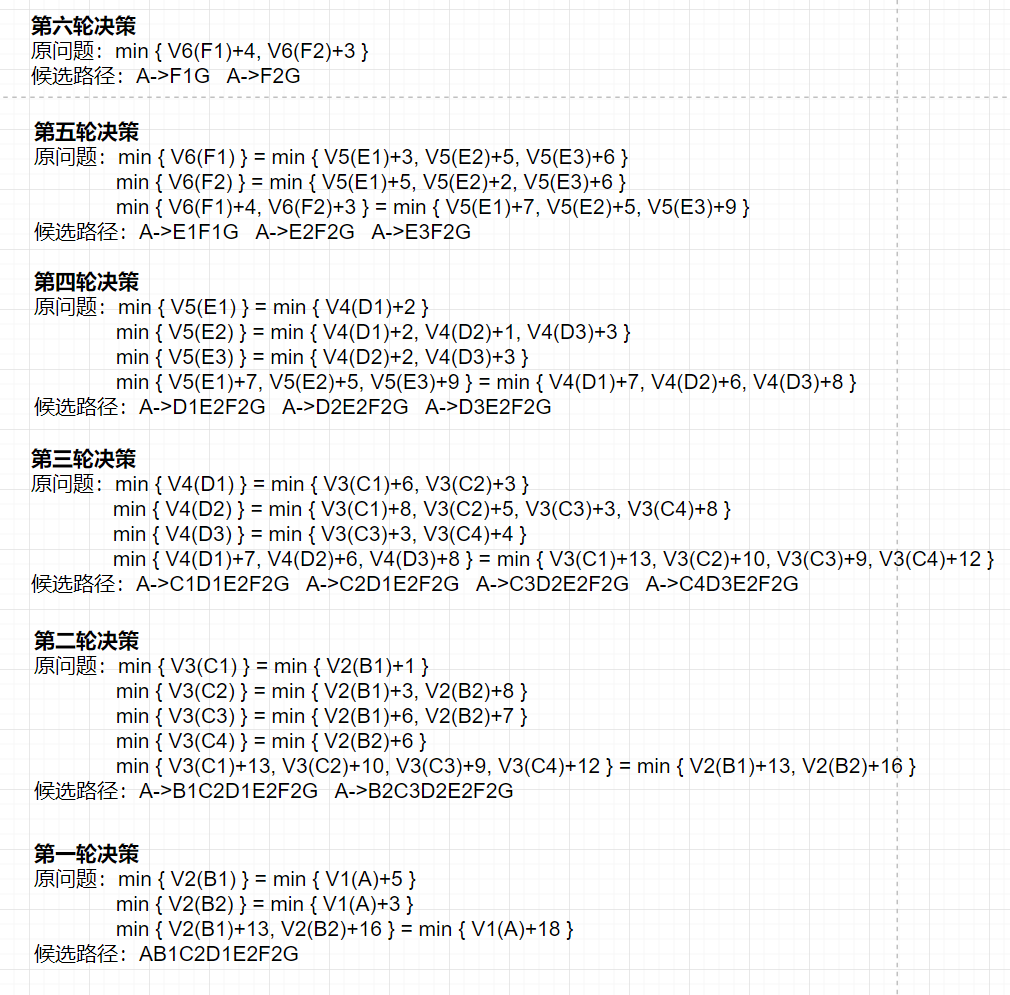 第六轮决策
原问题：min { V6(F1)+4, V6(F2)+3 }
候选路径：A->F1G A->F2G
第五轮决策
原问题：min { V6(F1) } = min { V5(E1)+3, V5(E2)+5, V5(E3)+6 }
min { V6(F2) } = min { V5(E1)+5, V5(E2)+2, V5(E3)+6 }
min { V6(F1)+4, V6(F2)+3 } = min { V5(E1)+7, V5(E2)+5, V5(E3)+9 }
候选路径：A->E1F1G A->E2F2G A->E3F2G
第四轮决策
原问题：min { V5(E1) } = min { V4(D1)+2 }
min { V5(E2) } = min { V4(D1)+2, V4(D2)+1, V4(D3)+3 }
min { V5(E3) } = min { V4(D2)+2, V4(D3)+3 }
min { V5(E1)+7, V5(E2)+5, V5(E3)+9 } = min { V4(D1)+7, V4(D2)+6, V4(D3)+8 }
候选路径：A->D1E2F2G A->D2E2F2G A->D3E2F2G
第三轮决策
原问题：min { V4(D1) } = min { V3(C1)+6, V3(C2)+3 }
min { V4(D2) } = min { V3(C1)+8, V3(C2)+5, V3(C3)+3, V3(C4)+8 }
min { V4(D3) } = min { V3(C3)+3, V3(C4)+4 }
min { V4(D1)+7, V4(D2)+6, V4(D3)+8 } = min { V3(C1)+13, V3(C2)+10, V3(C3)+9, V3(C4)+12 }
候选路径：A->C1D1E2F2G A->C2D1E2F2G A->C3D2E2F2G A->C4D3E2F2G
第二轮决策
原问题：min { V3(C1) } = min { V2(B1)+1 }
min { V3(C2) } = min { V2(B1)+3, V2(B2)+8 }
min { V3(C3) } = min { V2(B1)+6, V2(B2)+7 }
min { V3(C4) } = min { V2(B2)+6 }
min { V3(C1)+13, V3(C2)+10, V3(C3)+9, V3(C4)+12 } = min { V2(B1)+13, V2(B2)+16 }
候选路径：A->B1C2D1E2F2G A->B2C3D2E2F2G
第一轮决策
原问题：min { V2(B1) } = min { V1(A)+5 }
min { V2(B2) } = min { V1(A)+3 }
min { V2(B1)+13, V2(B2)+16 } = min { V1(A)+18 }
候选路径：AB1C2D1E2F2G